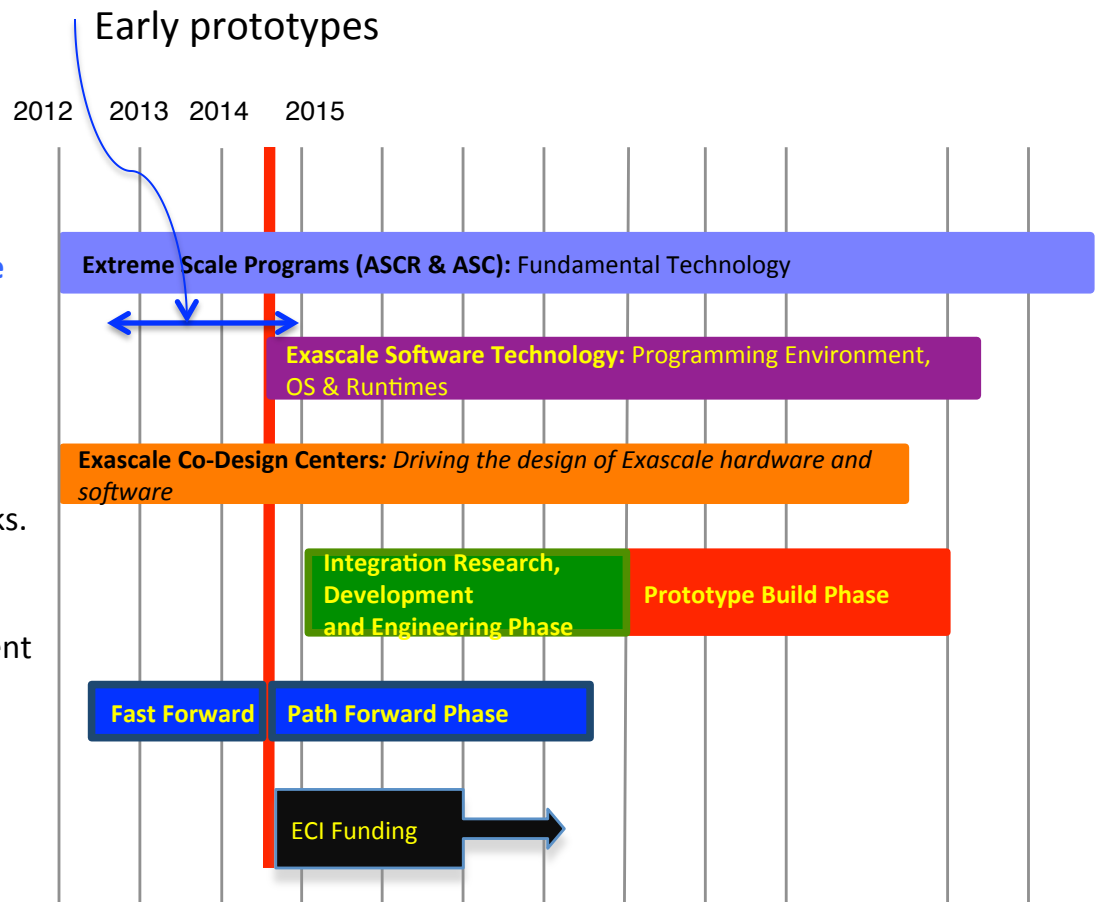 Early prototypes
2012 2013 2014 2015
e
Extreme Scale Programs (ASCR & ASC): Fundamental Technology
Exascale Software Technology: Programming Environment,
OS & Runtimes
Exascale Co-Design Centers: Driving the design of Exascale hardware and
software
ks.
Integration Research,
Development
and Engineering Phase
Prototype Build Phase
ent
Fast Forward
Path Forward Phase
ECI Funding